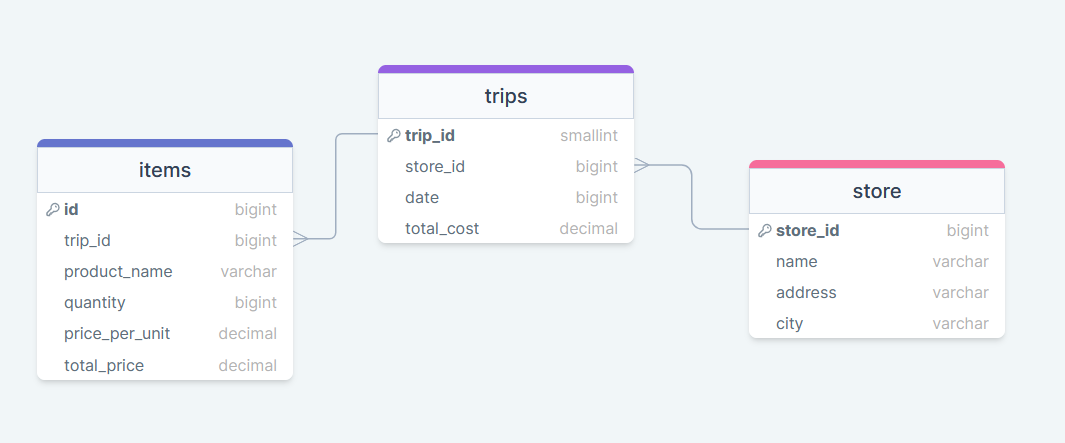 items
id bigint
trip_id bigint
product_name varchar
quantity bigint
price_per_unit decimal
total_price decimal
trips
trip_id smallint
store_id bigint
date bigint
total_cost decimal
store
store_id bigint
name varchar
address varchar
city varchar